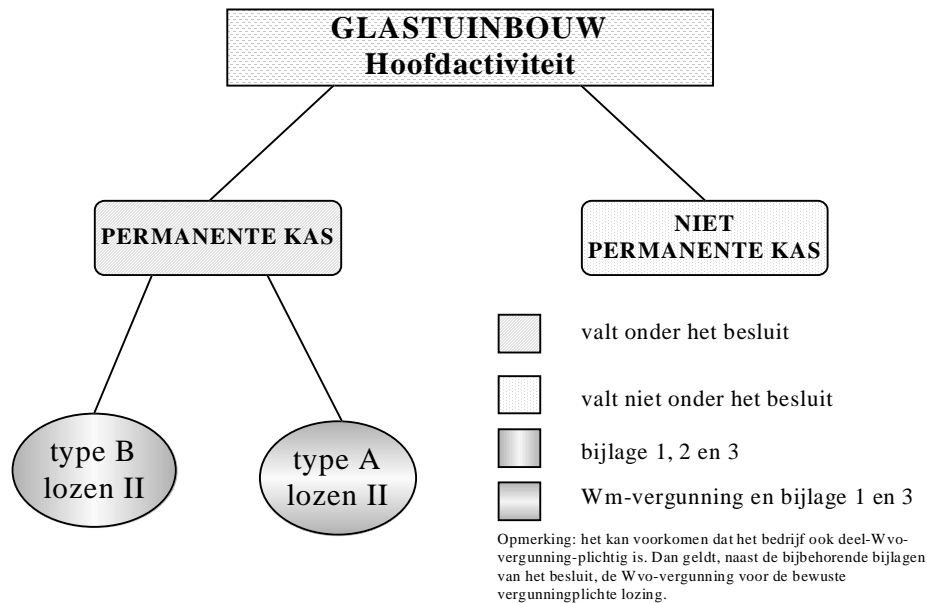 GLASTUINBOUW
Hoofdactiviteit
PERMANENTE KAS
NIET
PERMANENTE KAS
valt onder het besluit
valt niet onder het besluit
type B
lozen II
type A
lozen II
bijlage 1, 2 en 3
Wm-vergunning en bijlage 1 en 3
Opmerking: het kan voorkomen dat het bedrijf ook deel-Wvo-
vergunning-plichtig is. Dan geldt, naast de bijbehorende bijlagen
van het besluit, de Wvo-vergunning voor de bewuste
vergunningplichte lozing.